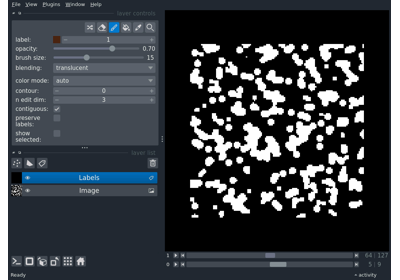 File View Plugins Window Help
layer controls
label: 1
opacity: 0.70
brush size: 15
blending: translucent
color mode: auto
contour: 0
n edit dim: 3
contiguous:
preserve
labels:
show
selected:
layer list
Labels
Image
1 64 127
0 5 9
Ready activity